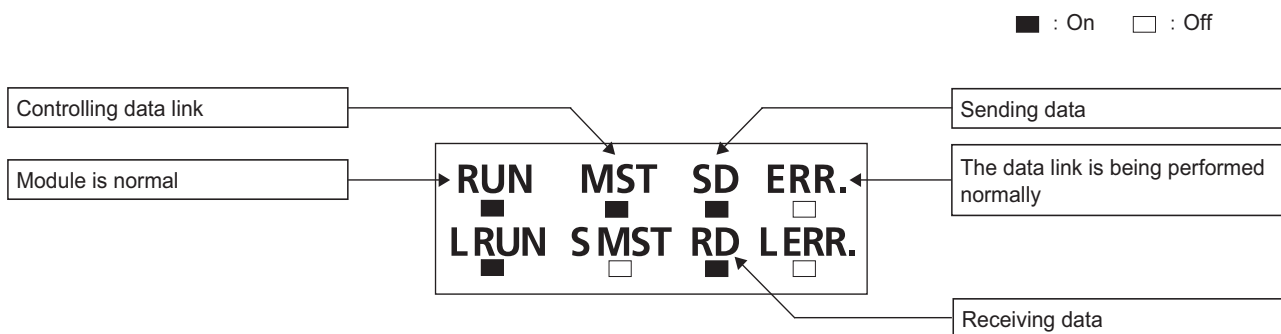 : On : Off
Controlling data link
Sending data
Module is normal
The data link is being performed
normally
RUN MST SD ERR.
L RUN S MST RD L ERR.
Receiving data